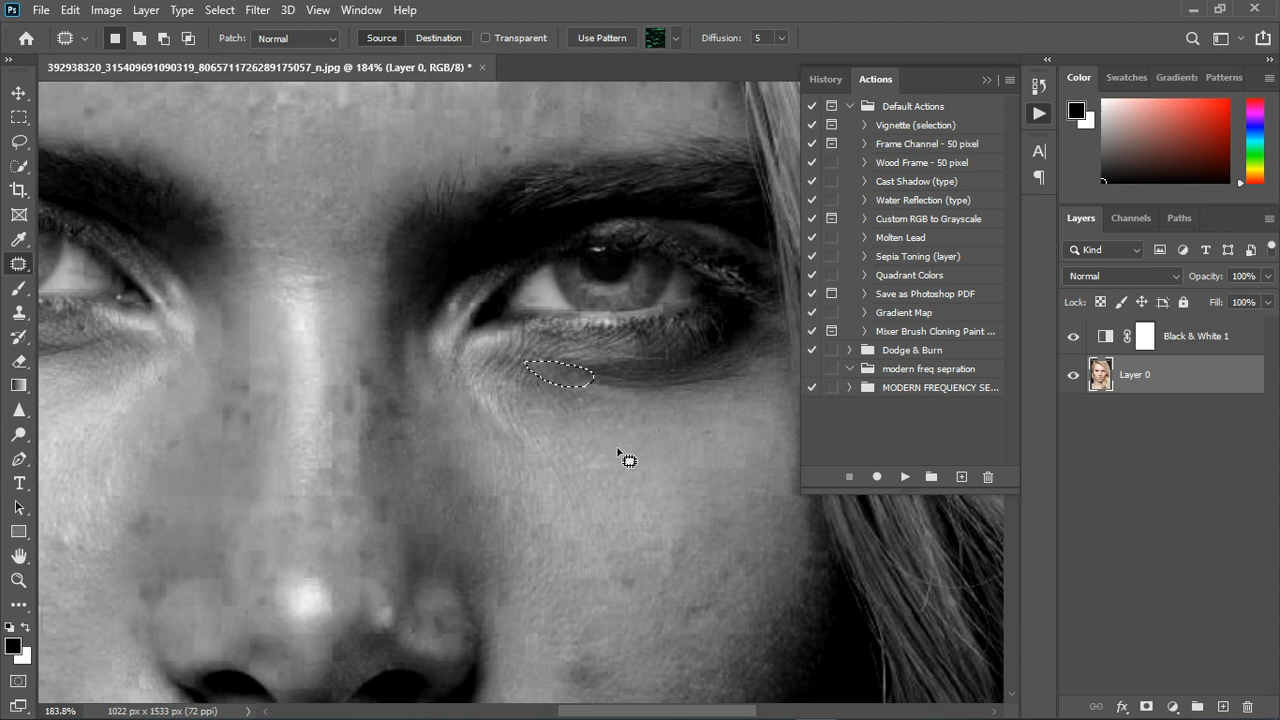 Ps File Edit Image Layer Type Select Filter 3D View Window Help
Patch: Normal Source Destination Transparent Use Pattern Diffusion: 5
392938320_315409691090319_8065711726289175057_n.jpg @ 184% (Layer 0, RGB/8) *
History Actions
Default Actions
Vignette (selection)
Frame Channel - 50 pixel
Wood Frame - 50 pixel
Cast Shadow (type)
Water Reflection (type)
Custom RGB to Grayscale
Molten Lead
Sepia Toning (layer)
Quadrant Colors
Save as Photoshop PDF
Gradient Map
Mixer Brush Cloning Paint ...
Dodge & Burn
modern freq sepration
MODERN FREQUENCY SE...
Color Swatches Gradients Patterns
Layers Channels Paths
Kind
Normal Opacity: 100%
Lock: Fill: 100%
Black & White 1
Layer 0
183.8% 1022 px x 1533 px (72 ppi)